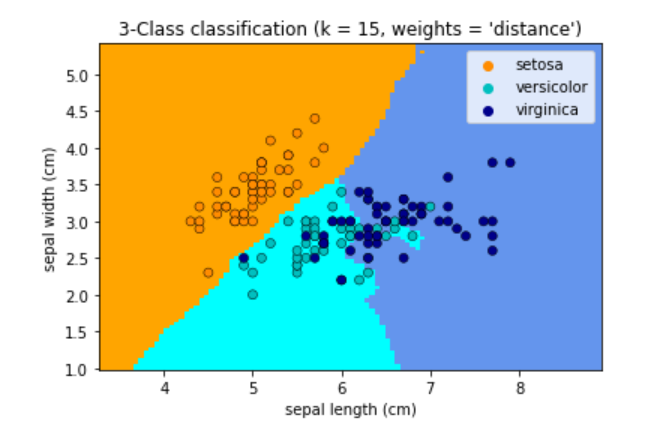 3-Class classification (k = 15, weights = 'distance')
setosa
versicolor
virginica
sepal width (cm)
5.0
4.5
4.0
3.5
3.0
2.5
2.0
1.5
1.0
4 5 6 7 8
sepal length (cm)